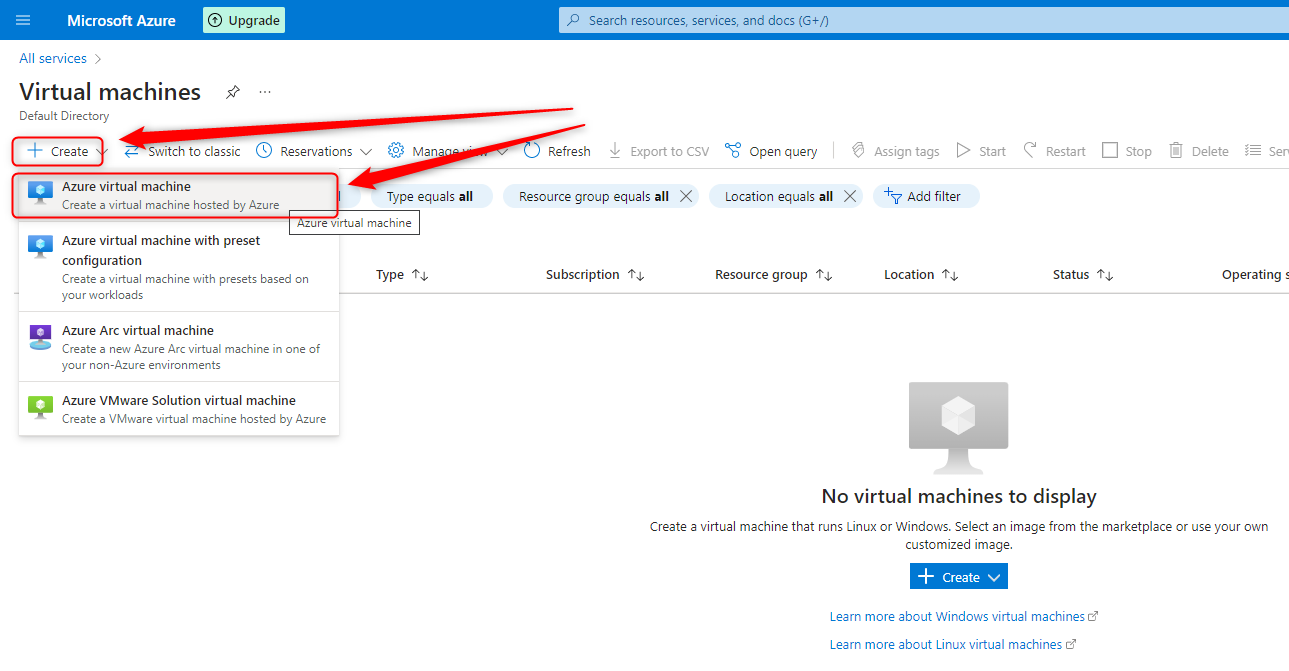 Microsoft Azure
Upgrade
Search resources, services, and docs (G+/)
All services
Virtual machines
Default Directory
Create
Switch to classic
Reservations
Manage view
Refresh
Export to CSV
Open query
Assign tags
Start
Restart
Stop
Delete
Azure virtual machine
Create a virtual machine hosted by Azure
Type equals all
Resource group equals all
Location equals all
Add filter
Azure virtual machine
Azure virtual machine with preset
configuration
Create a virtual machine with presets based on
your workloads
Type
Subscription
Resource group
Location
Status
Operating s
Azure Arc virtual machine
Create a new Azure Arc virtual machine in one of
your non-Azure environments
Azure VMware Solution virtual machine
Create a VMware virtual machine hosted by Azure
No virtual machines to display
Create a virtual machine that runs Linux or Windows. Select an image from the marketplace or use your own
customized image.
Create
Learn more about Windows virtual machines
Learn more about Linux virtual machines